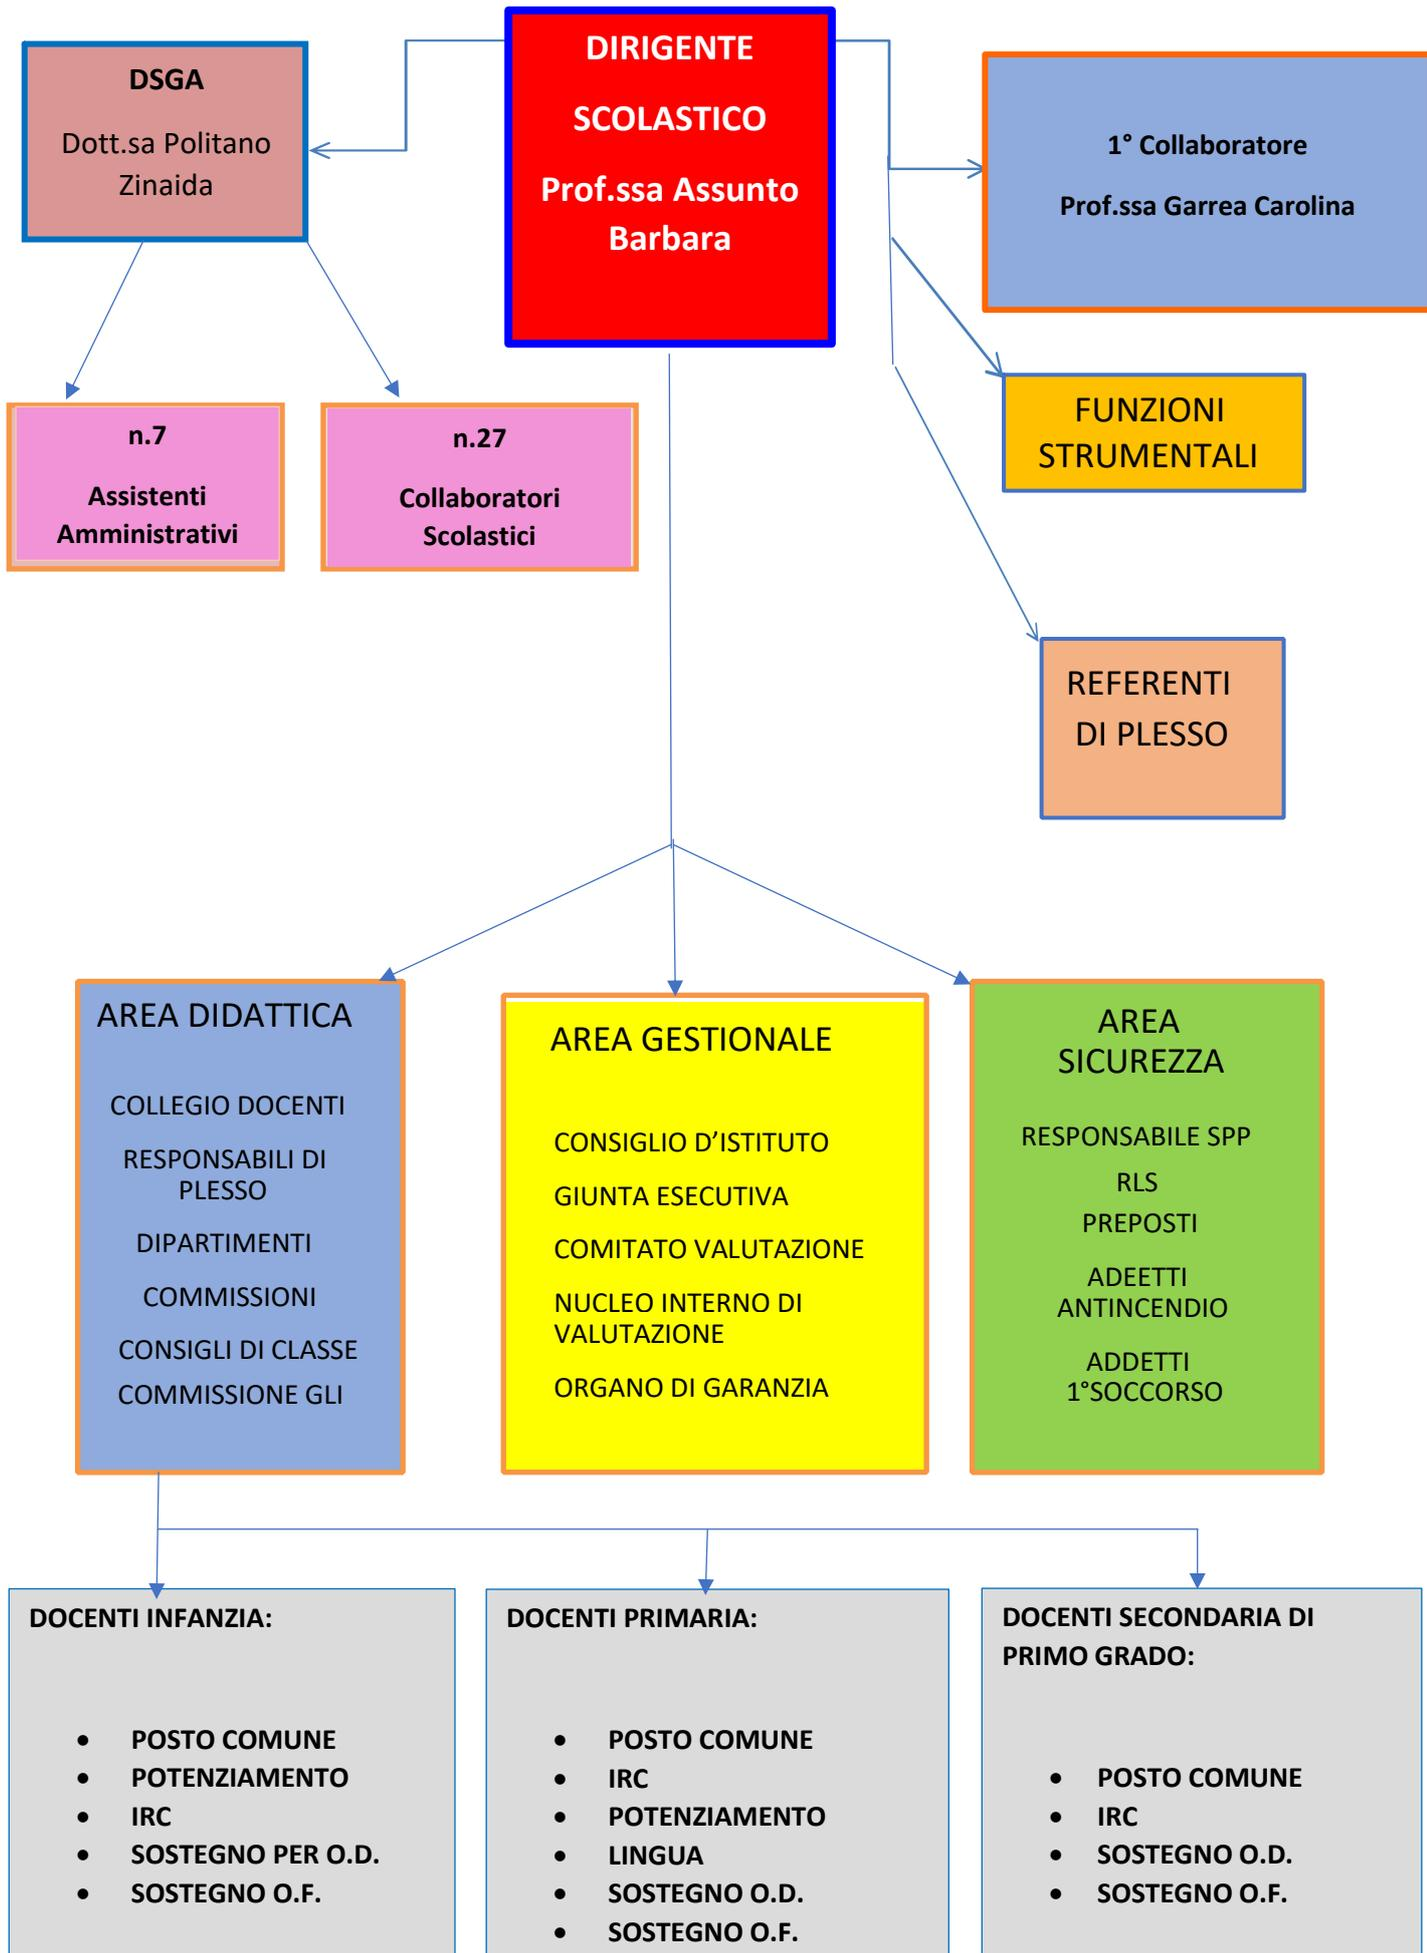 DIRIGENTE
SCOLASTICO
Prof.ssa Assunto
Barbara
DSGA
Dott.sa Politano
Zinaida
1° Collaboratore
Prof.ssa Garrea Carolina
n.7
Assistenti
Amministrativi
n.27
Collaboratori
Scolastici
FUNZIONI
STRUMENTALI
REFERENTI
DI PLESSO
AREA DIDATTICA
COLLEGIO DOCENTI
RESPONSABILI DI
PLESSO
DIPARTIMENTI
COMMISSIONI
CONSIGLI DI CLASSE
COMMISSIONE GLI
AREA GESTIONALE
CONSIGLIO D’ISTITUTO
GIUNTA ESECUTIVA
COMITATO VALUTAZIONE
NUCLEO INTERNO DI
VALUTAZIONE
ORGANO DI GARANZIA
AREA
SICUREZZA
RESPONSABILE SPP
RLS
PREPOSTI
ADEETTI
ANTINCENDIO
ADDETTI
1°SOCCORSO
DOCENTI INFANZIA:
• POSTO COMUNE
• POTENZIAMENTO
• IRC
• SOSTEGNO PER O.D.
• SOSTEGNO O.F.
DOCENTI PRIMARIA:
• POSTO COMUNE
• IRC
• POTENZIAMENTO
• LINGUA
• SOSTEGNO O.D.
• SOSTEGNO O.F.
DOCENTI SECONDARIA DI
PRIMO GRADO:
• POSTO COMUNE
• IRC
• SOSTEGNO O.D.
• SOSTEGNO O.F.